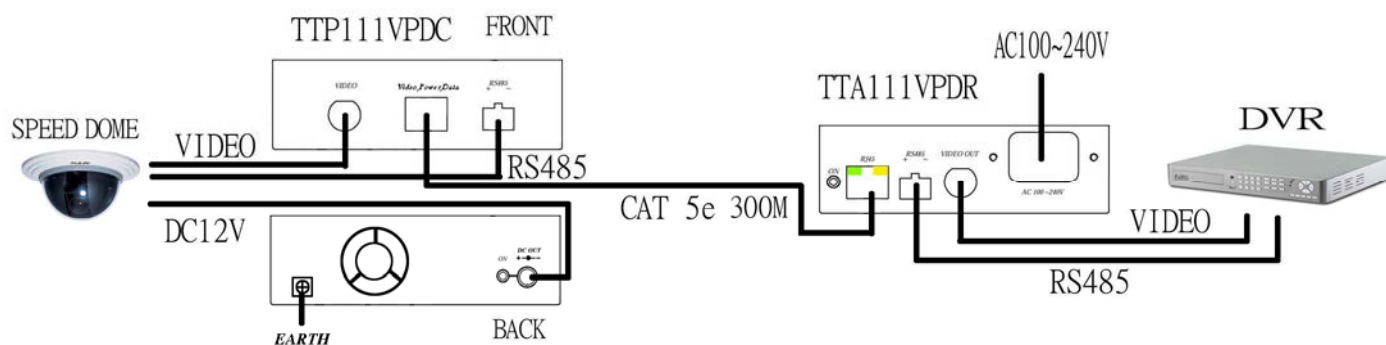 TTP111VPDC FRONT
VIDEO
Video,Power,Data
RS485
+ −
SPEED DOME
VIDEO
RS485
DC12V
DC OUT
+ −
ON
EARTH
BACK
CAT 5e 300M
AC100~240V
TTA111VPDR
ON
RJ45
RS485
+ −
VIDEO OUT
AC 100~240V
DVR
VIDEO
RS485